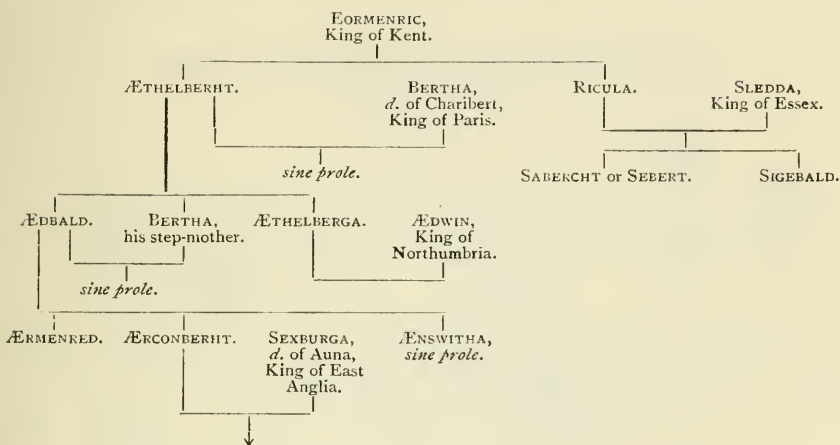 EORMENRIC,
King of Kent.
ÆTHELBERHT.
BERTHA,
d. of Charibert,
King of Paris.
RICULA.
SLEDDA,
King of Essex.
sine prole.
SABERCHT or SEBERT.
SIGEBALD.
ÆDBALD.
BERTHA,
his step-mother.
ÆTHELBERGA.
ÆDWIN,
King of
Northumbria.
sine prole.
ÆRMENRED.
ÆRCONBERHT.
SEXBURGA,
d. of Auna,
King of East
Anglia.
ÆNSWITHA,
sine prole.